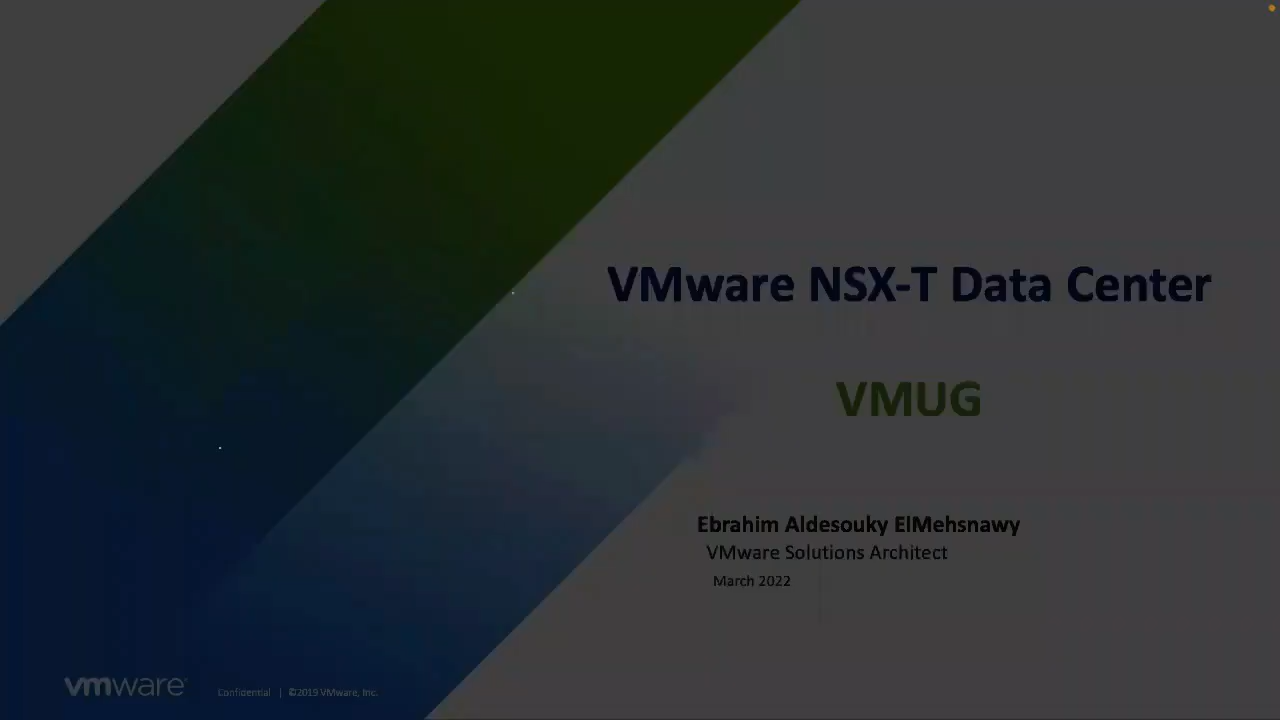 VMware NSX-T Data Center
VMUG
Ebrahim Aldesouky ElMehsnawy
VMware Solutions Architect
March 2022
vmware Confidential | ©2019 VMware, Inc.